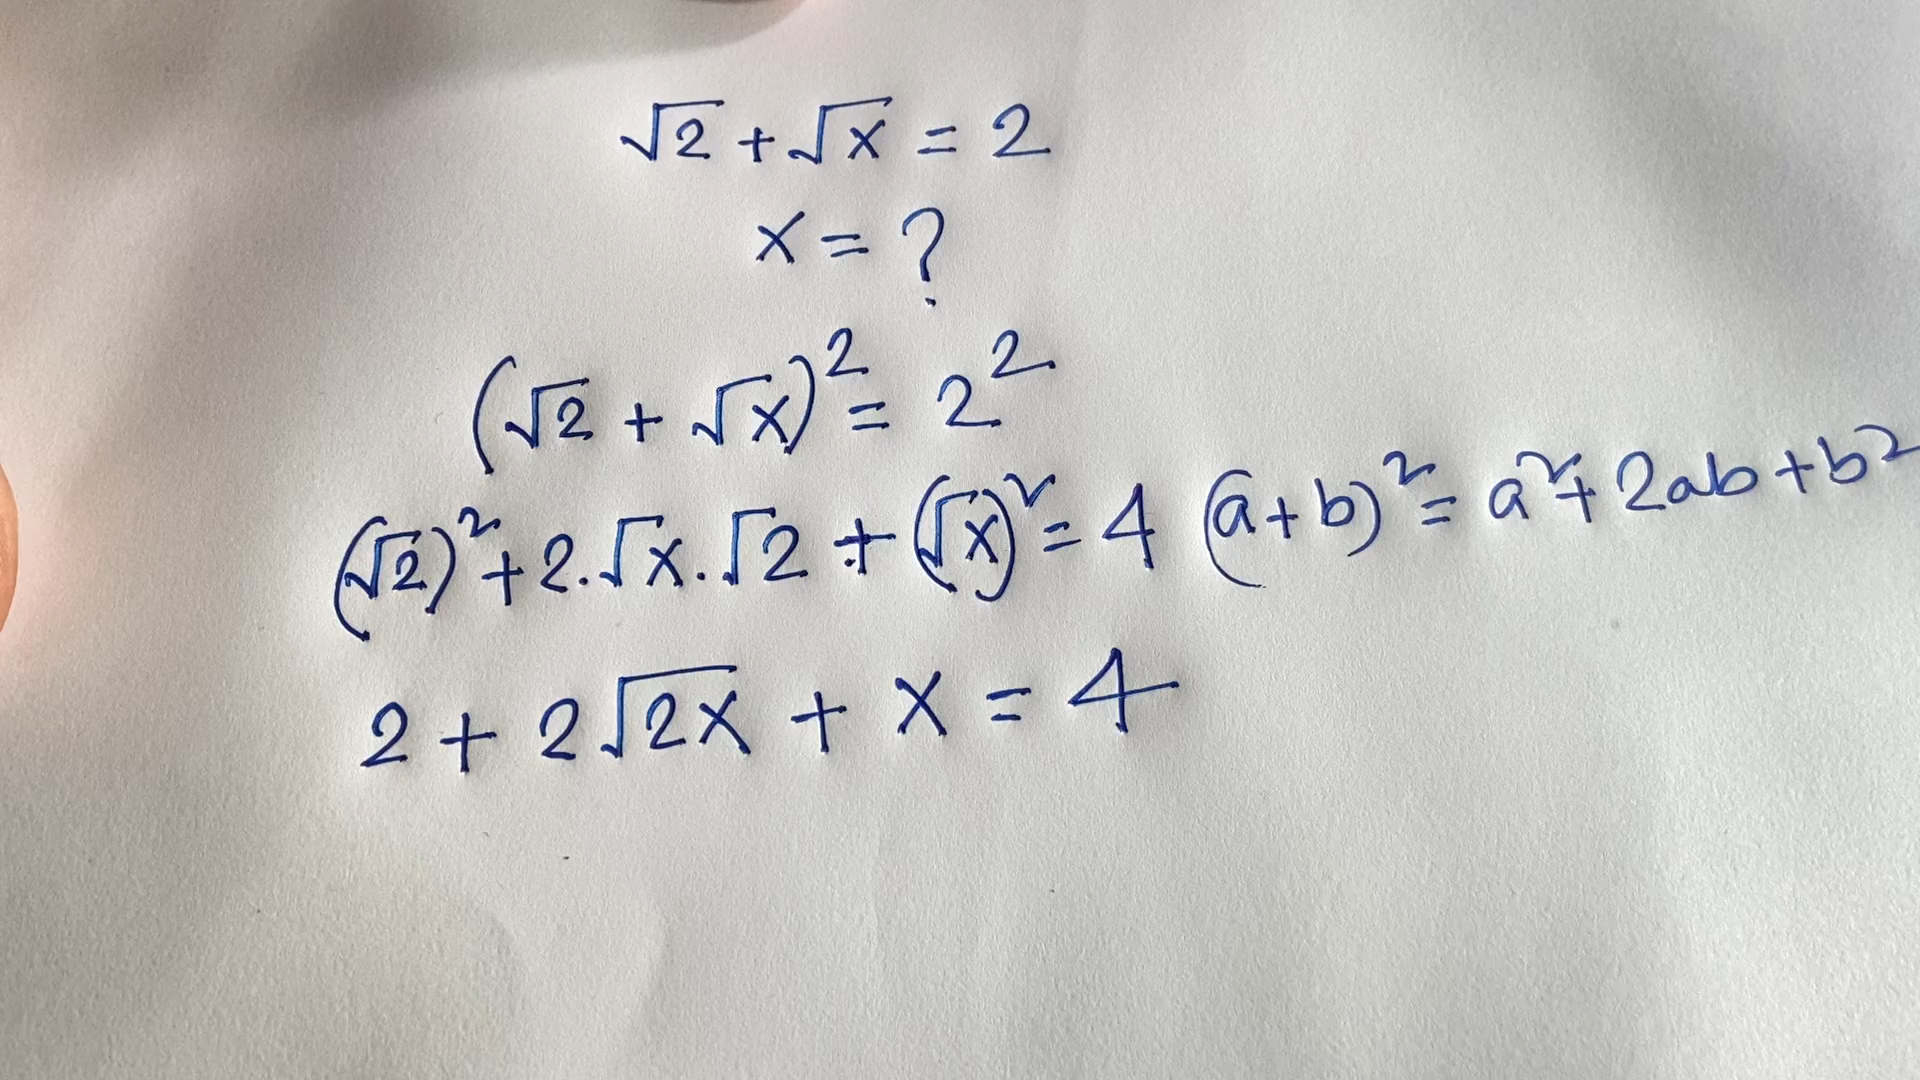 √2 + √x = 2
x = ?
(√2 + √x)² = 2²
(√2)² + 2.√x.√2 + (√x)² = 4 (a+b)² = a² + 2ab + b²
2 + 2√2x + x = 4